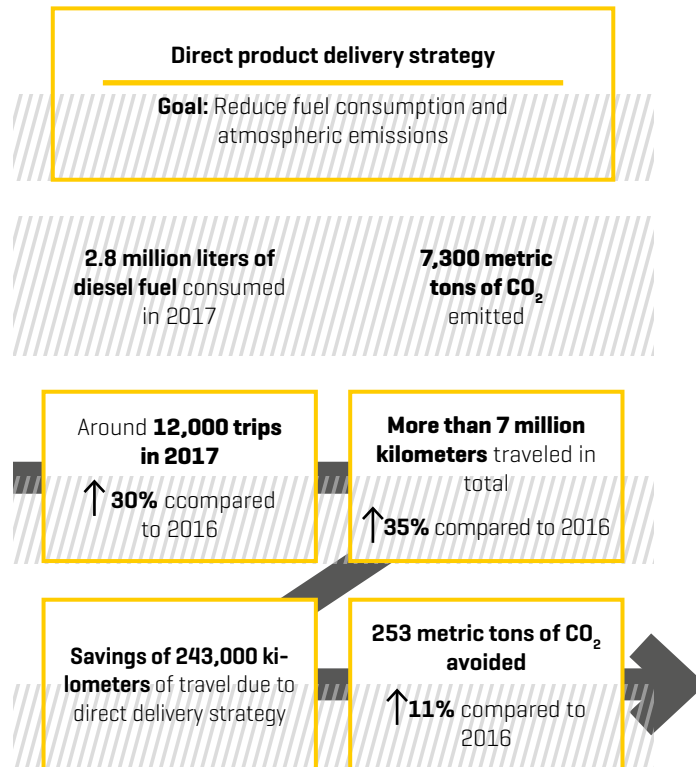 Direct product delivery strategy
Goal: Reduce fuel consumption and
atmospheric emissions
2.8 million liters of
diesel fuel consumed
in 2017
7,300 metric
tons of CO₂
emitted
Around 12,000 trips
in 2017
↑ 30% ccompared
to 2016
More than 7 million
kilometers traveled in
total
↑ 35% compared to 2016
Savings of 243,000 ki-
lometers of travel due to
direct delivery strategy
253 metric tons of CO₂
avoided
↑ 11% compared to
2016